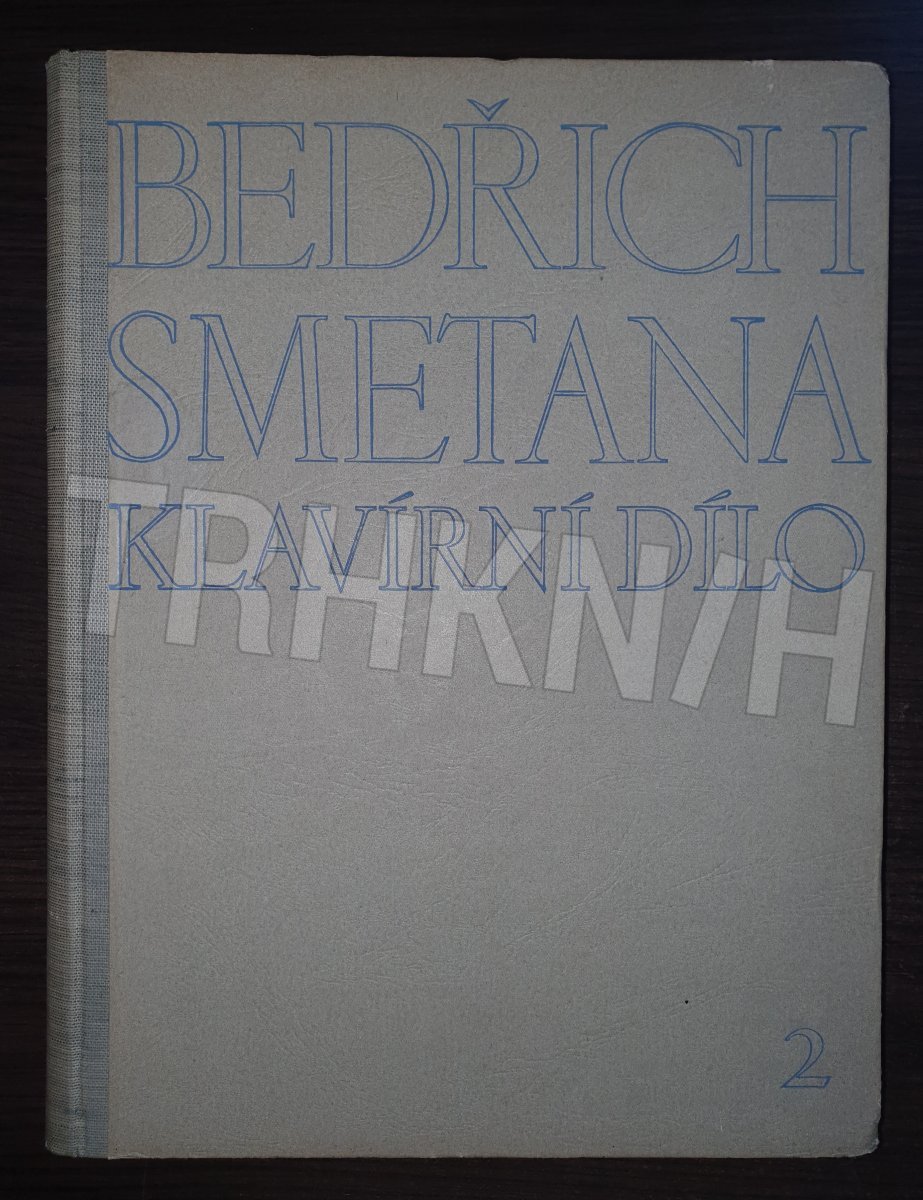 BEDŘICH
SMETANA
KLAVÍRNÍ DÍLO
TRHKNIH
2